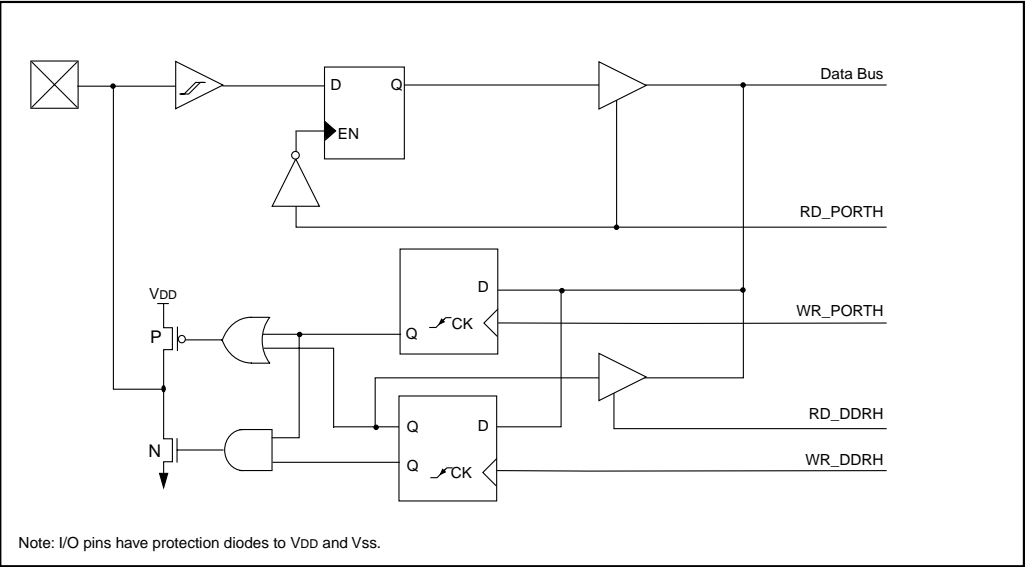 Data Bus
D
Q
EN
RD_PORTH
D
VDD
WR_PORTH
Q
CK
P
RD_DDRH
Q
D
N
WR_DDRH
Q
CK
Note: I/O pins have protection diodes to VDD and Vss.